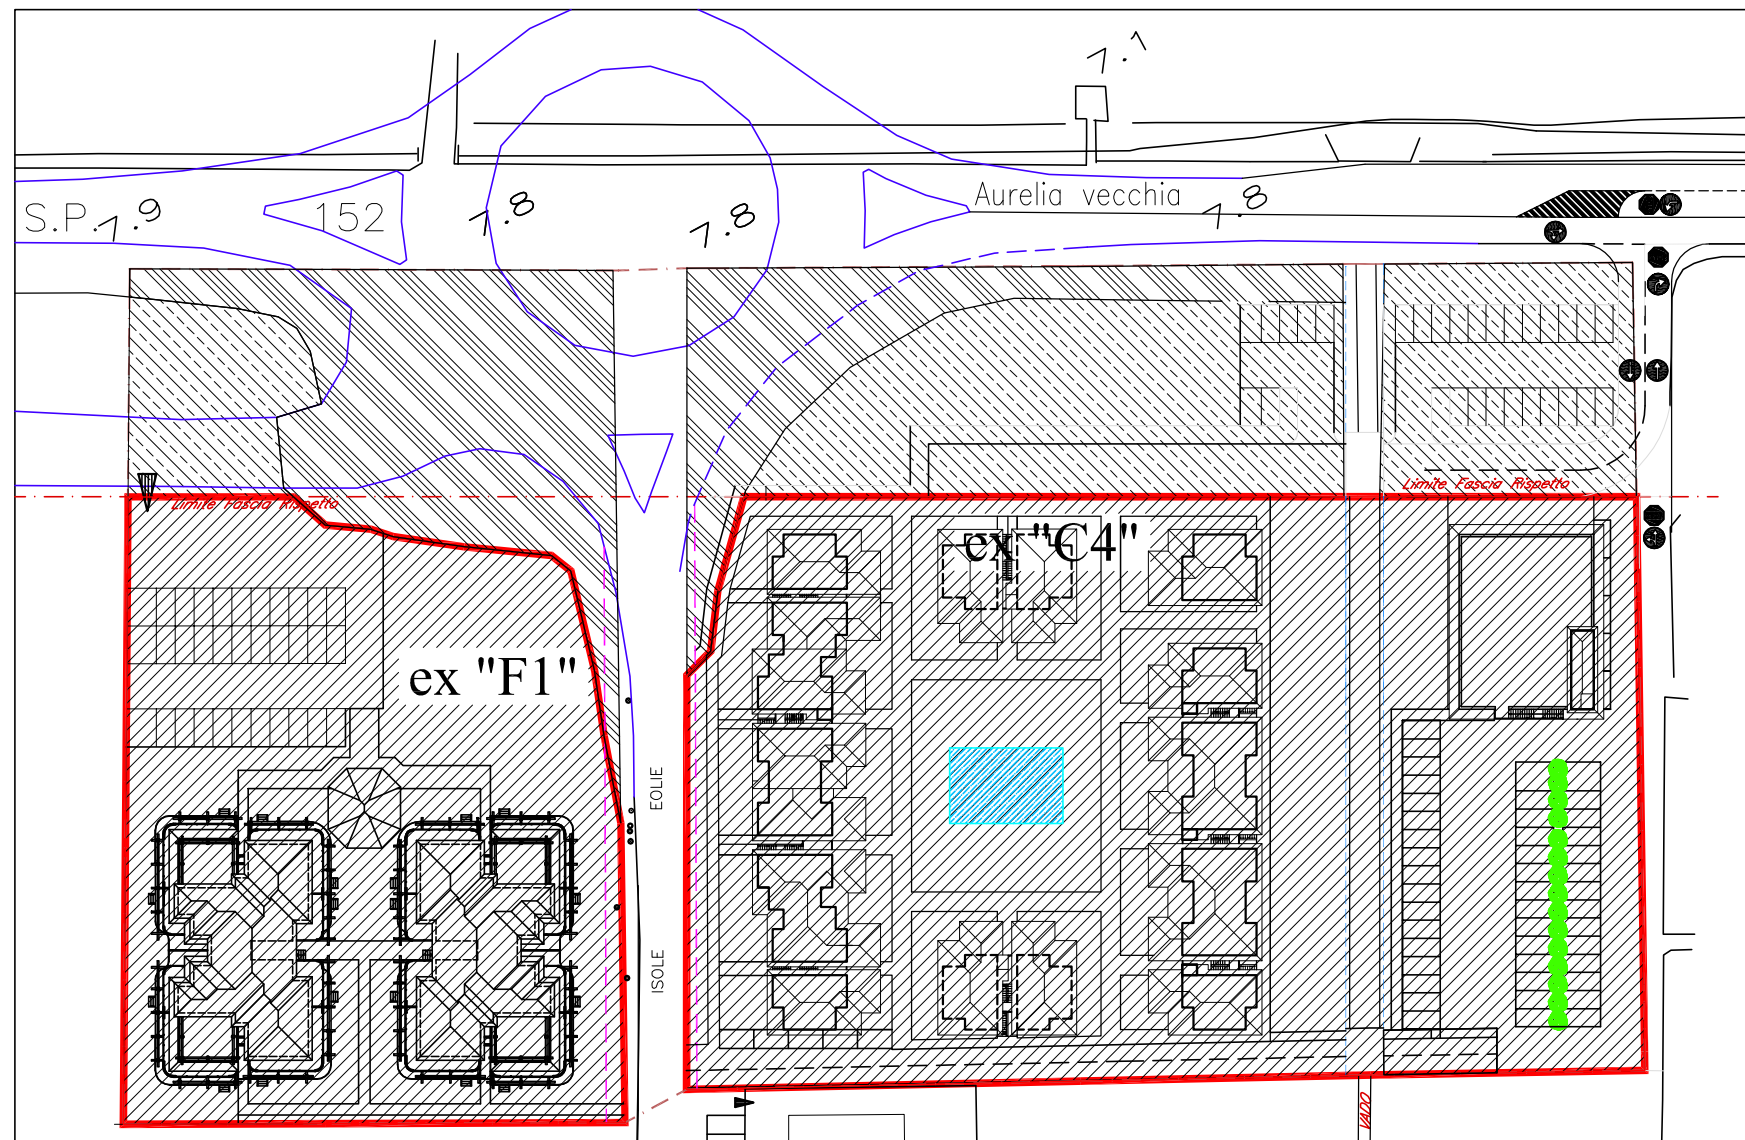 7.1
Aurelia vecchia
S.P.
7.9
152
7.8
7.8
7.8
Limite Fascia Rispetto
Limite Fascia Rispetto
ex "C4"
ex "F1"
EOLIE
ISOLE
VADO